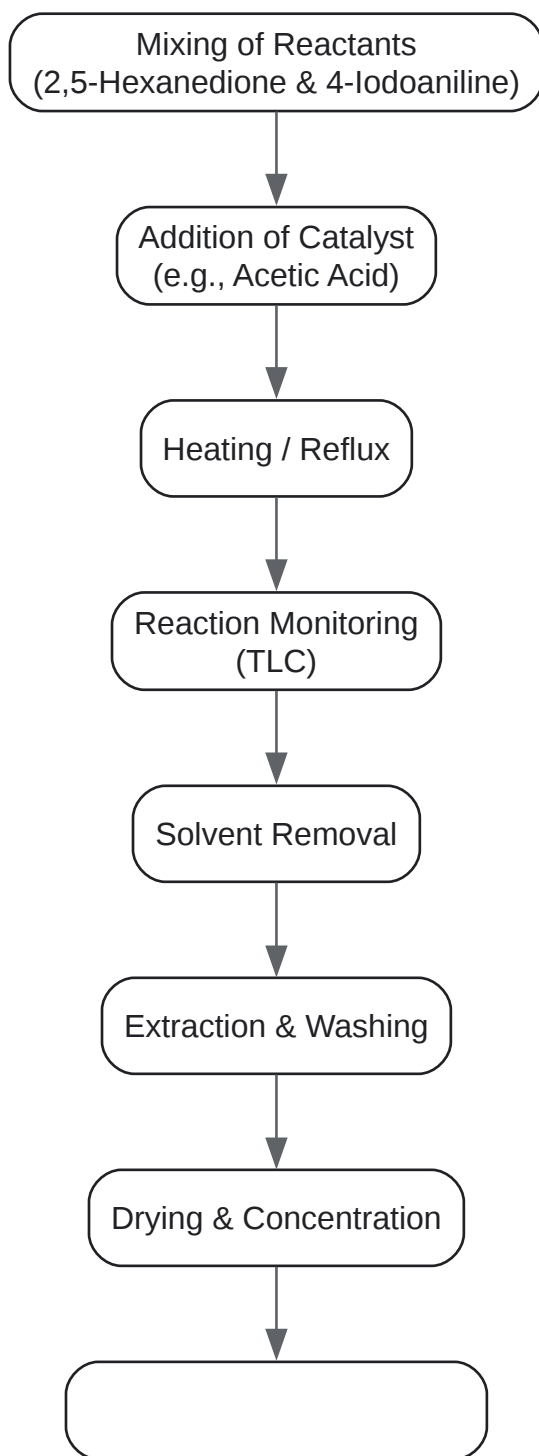 Mixing of Reactants
(2,5-Hexanedione & 4-Iodoaniline)
Addition of Catalyst
(e.g., Acetic Acid)
Heating / Reflux
Reaction Monitoring
(TLC)
Solvent Removal
Extraction & Washing
Drying & Concentration